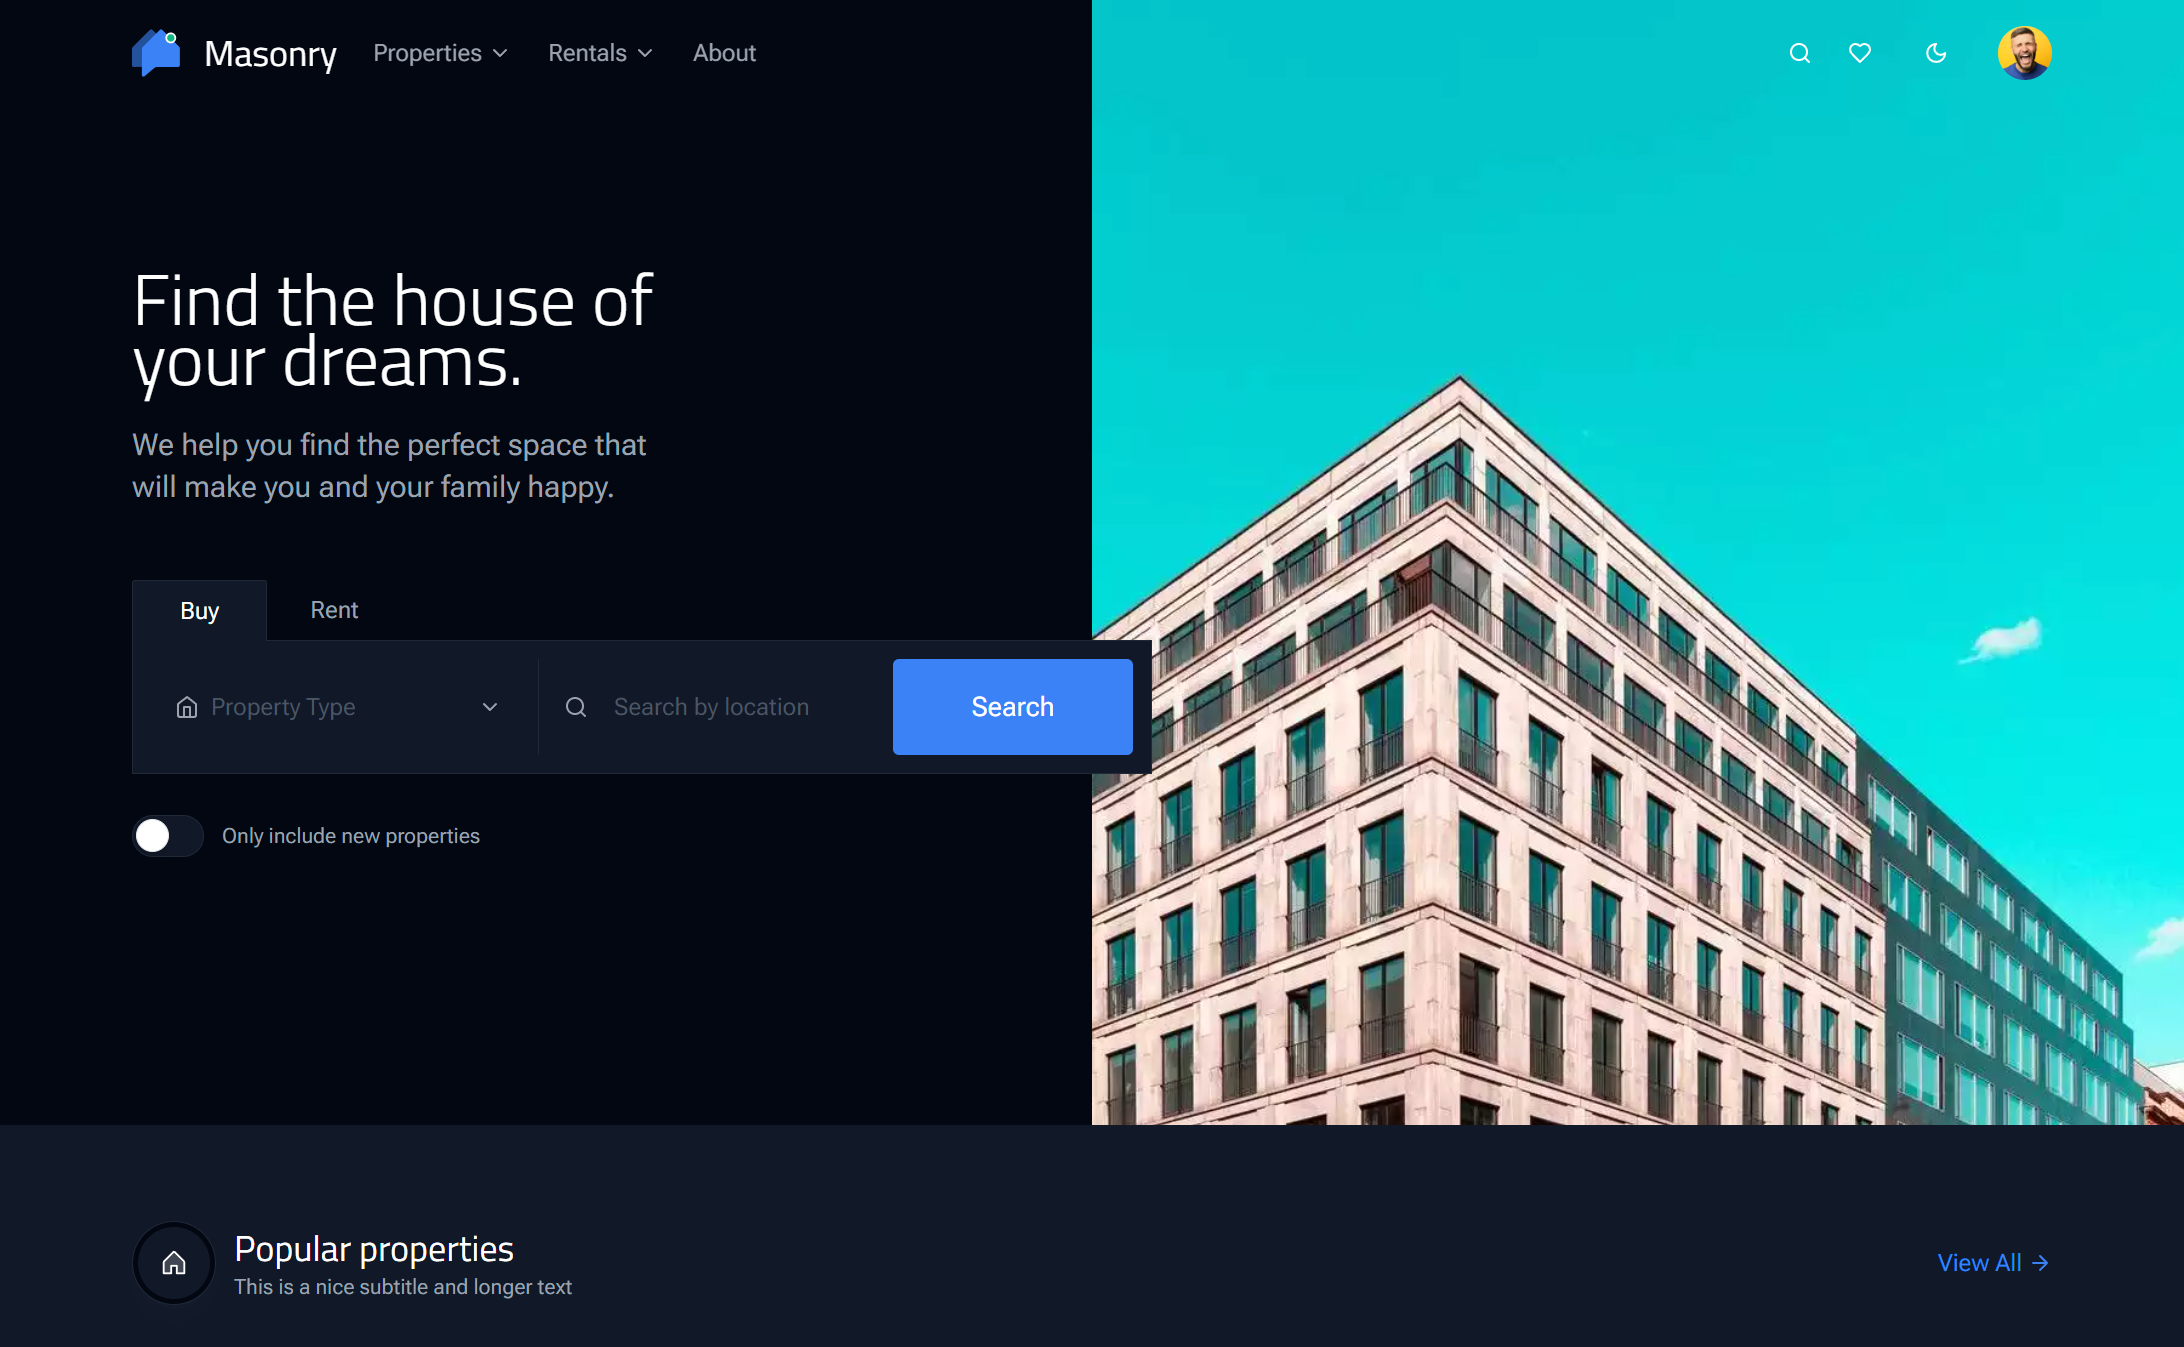 Masonry
Properties
Rentals
About
Find the house of
your dreams.
We help you find the perfect space that
will make you and your family happy.
Buy
Rent
Property Type
Search by location
Search
Only include new properties
Popular properties
This is a nice subtitle and longer text
View All